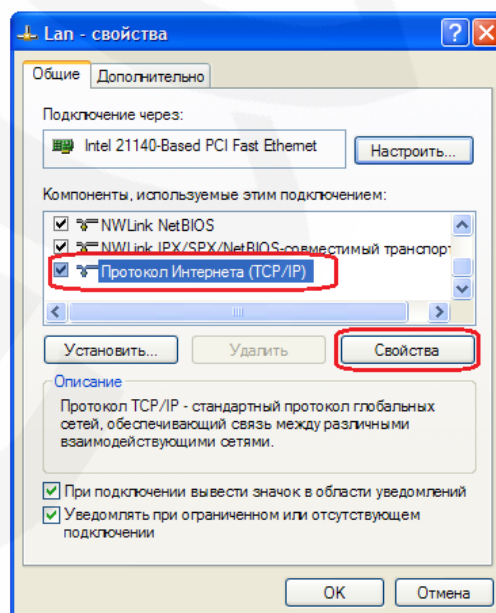 Lan - свойства
Общие
Дополнительно
Подключение через:
Intel 21140-Based PCI Fast Ethernet
Настроить...
Компоненты, используемые этим подключением:
NWLink NetBIOS
NWLink IPX/SPX/NetBIOS-совместимый транспорт
Протокол Интернета (TCP/IP)
Установить...
Удалить
Свойства
Описание
Протокол TCP/IP - стандартный протокол глобальных
сетей, обеспечивающий связь между различными
взаимодействующими сетями.
При подключении вывести значок в области уведомлений
Уведомлять при ограниченном или отсутствующем
подключении
OK
Отмена